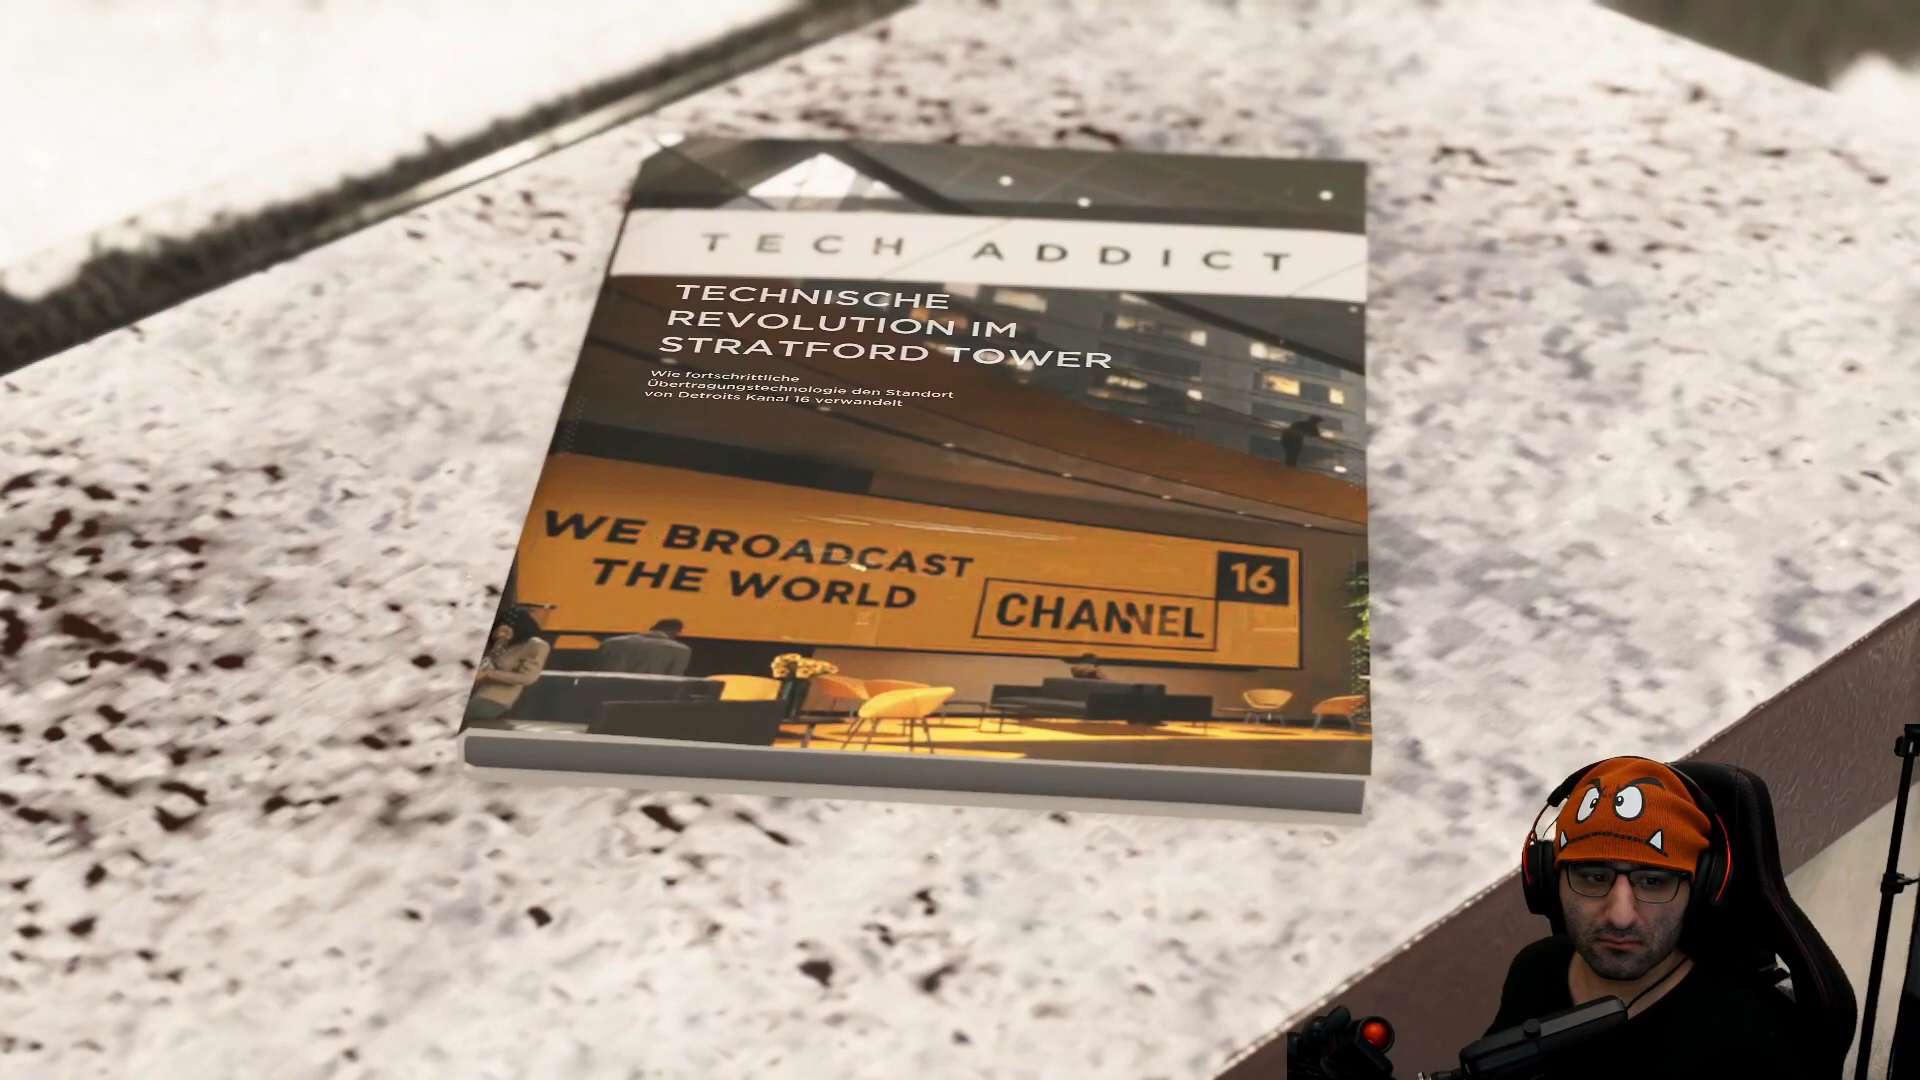 TECH ADDICT
TECHNISCHE
REVOLUTION IM
STRATFORD TOWER
Wie fortschrittliche
Übertragungstechnologie den Standort
von Detroits Kanal 16 verwandelt
WE BROADCAST
THE WORLD
16
CHANNEL